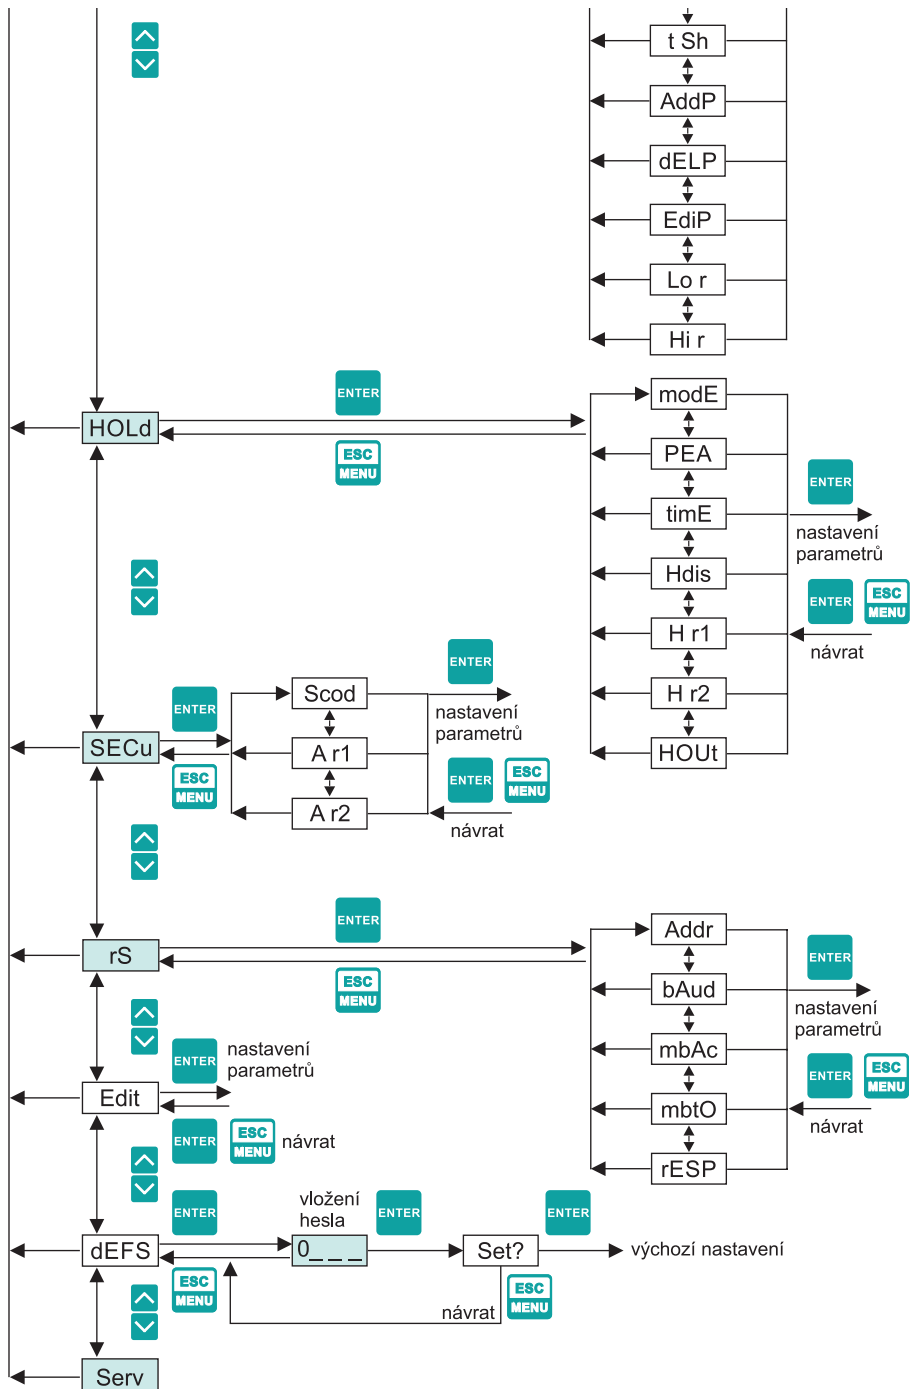 t Sh
AddP
dELP
EdiP
Lo r
Hi r
ENTER
HOLd
ESC
MENU
modE
PEA
timE
Hdis
H r1
H r2
HOUt
ENTER
nastavení
parametrů
ENTER
ESC
MENU
návrat
SECu
ENTER
ESC
MENU
Scod
A r1
A r2
ENTER
nastavení
parametrů
ENTER
ESC
MENU
návrat
rS
ENTER
ESC
MENU
Addr
bAud
mbAc
mbtO
rESP
ENTER
nastavení
parametrů
ENTER
ESC
MENU
návrat
Edit
ENTER
nastavení
parametrů
ENTER
ESC
MENU
návrat
dEFS
ENTER
ESC
MENU
vložení
hesla
0_ _ _
ENTER
Set?
ENTER
výchozí nastavení
návrat
ESC
MENU
Serv